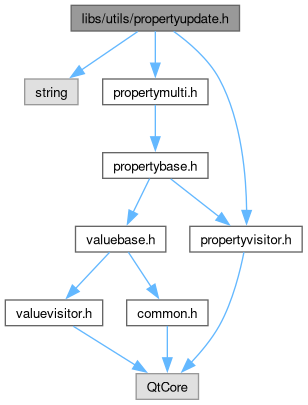 libs/utils/propertyupdate.h
string
propertymulti.h
propertybase.h
valuebase.h
propertyvisitor.h
valuevisitor.h
common.h
QtCore